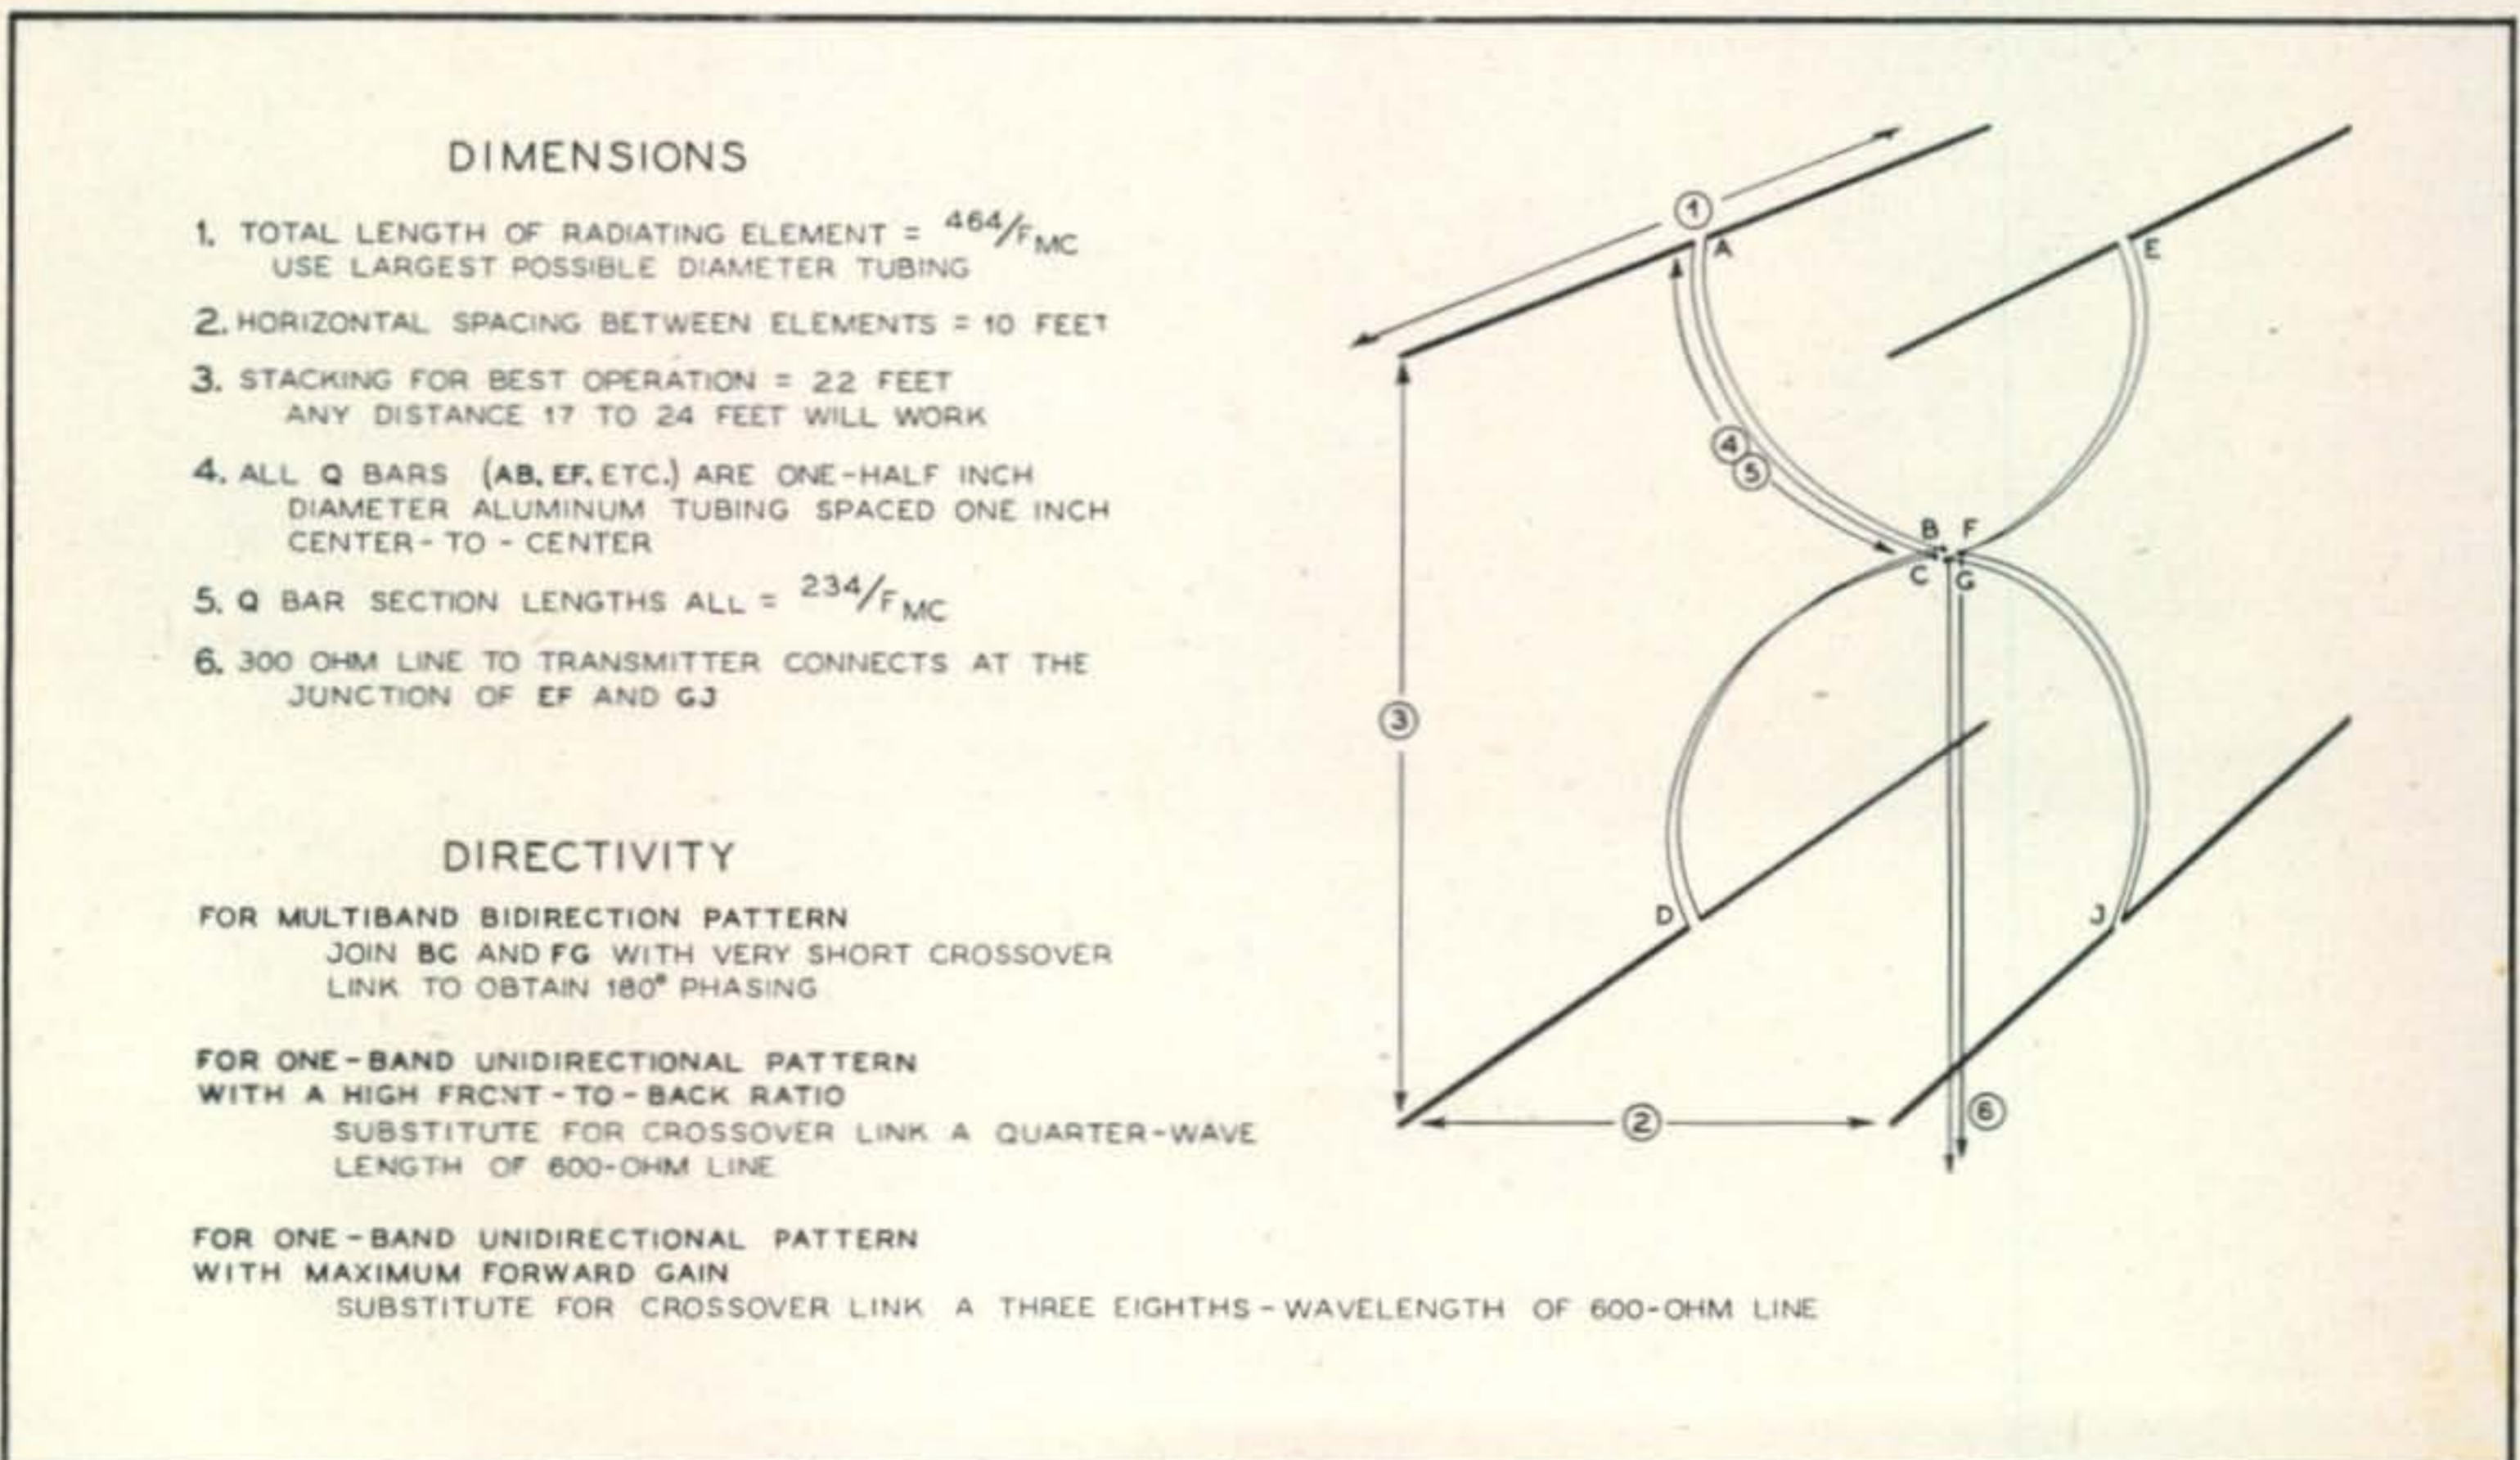 DIMENSIONS
1. TOTAL LENGTH OF RADIATING ELEMENT = 464/FMC
USE LARGEST POSSIBLE DIAMETER TUBING
2. HORIZONTAL SPACING BETWEEN ELEMENTS = 10 FEET
3. STACKING FOR BEST OPERATION = 22 FEET
ANY DISTANCE 17 TO 24 FEET WILL WORK
4. ALL Q BARS (AB, EF, ETC.) ARE ONE-HALF INCH
DIAMETER ALUMINUM TUBING SPACED ONE INCH
CENTER-TO-CENTER
5. Q BAR SECTION LENGTHS ALL = 234/FMC
6. 300 OHM LINE TO TRANSMITTER CONNECTS AT THE
JUNCTION OF EF AND GJ
DIRECTIVITY
FOR MULTIBAND BIDIRECTION PATTERN
JOIN BC AND FG WITH VERY SHORT CROSSOVER
LINK TO OBTAIN 180° PHASING
FOR ONE-BAND UNIDIRECTIONAL PATTERN
WITH A HIGH FRONT-TO-BACK RATIO
SUBSTITUTE FOR CROSSOVER LINK A QUARTER-WAVE
LENGTH OF 600-OHM LINE
FOR ONE-BAND UNIDIRECTIONAL PATTERN
WITH MAXIMUM FORWARD GAIN
SUBSTITUTE FOR CROSSOVER LINK A THREE EIGHTHS-WAVELENGTH OF 600-OHM LINE
1
A
E
4
5
B F
C G
3
D
J
2
6